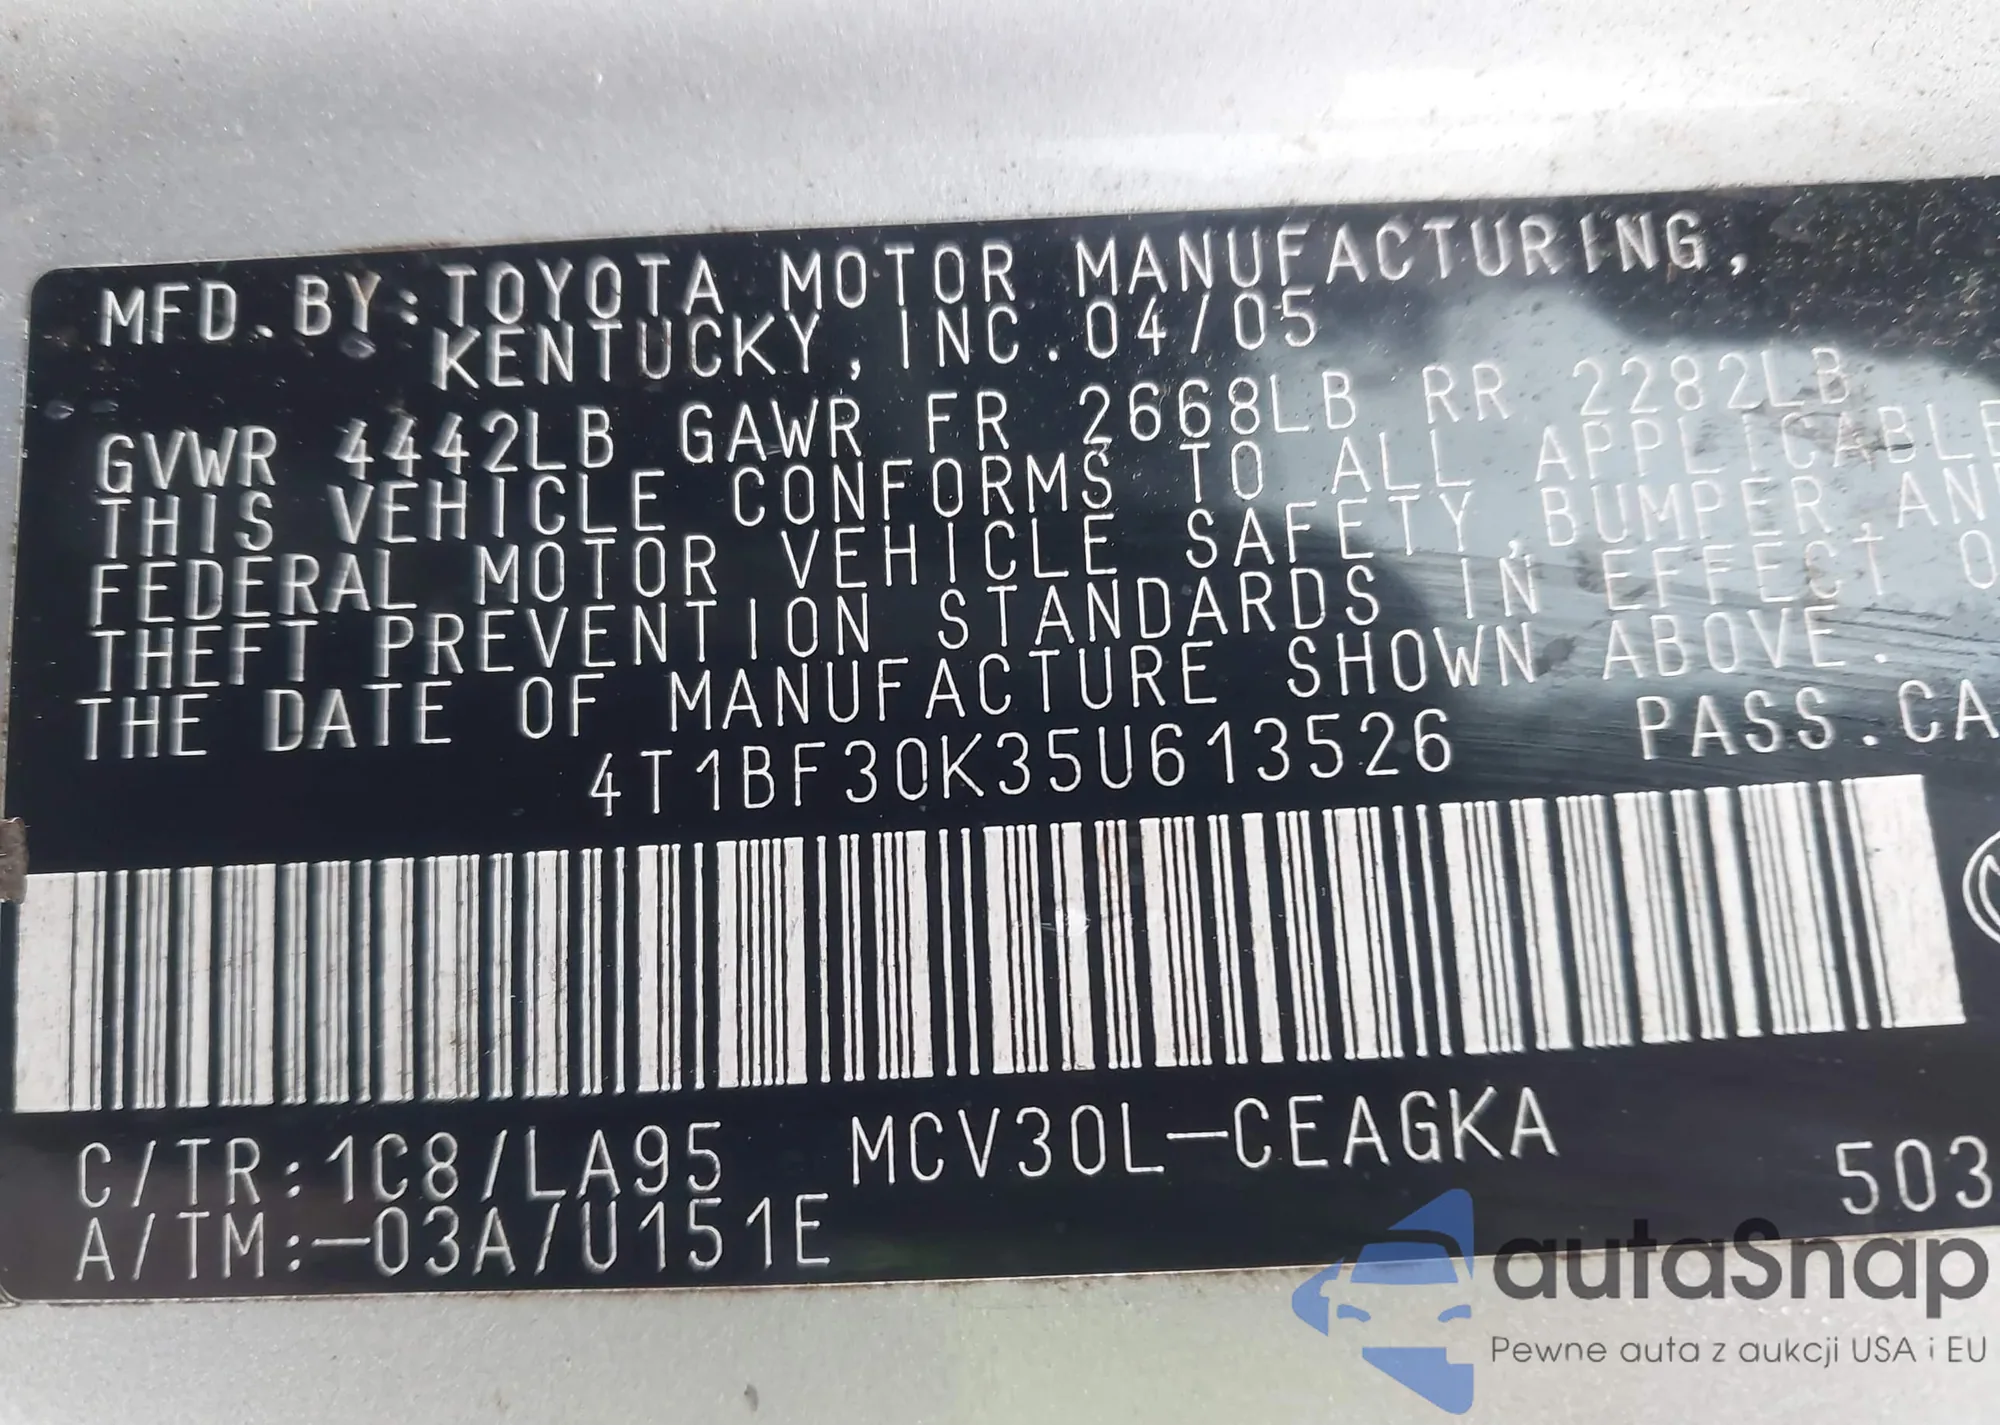 MFD.BY:TOYOTA MOTOR MANUFACTURING,
KENTUCKY,INC.04/05
GVWR 4442LB GAWR FR 2668LB RR 2282LB
THIS VEHICLE CONFORMS TO ALL APPLICABLE
FEDERAL MOTOR VEHICLE SAFETY,BUMPER,AND
THEFT PREVENTION STANDARDS IN EFFECT O
THE DATE OF MANUFACTURE SHOWN ABOVE.
4T1BF30K35U613526 PASS.CA
C/TR:1C8/LA95 MCV30L-CEAGKA
A/TM:-03A/U151E 503
autaSnap
Pewne auta z aukcji USA i EU